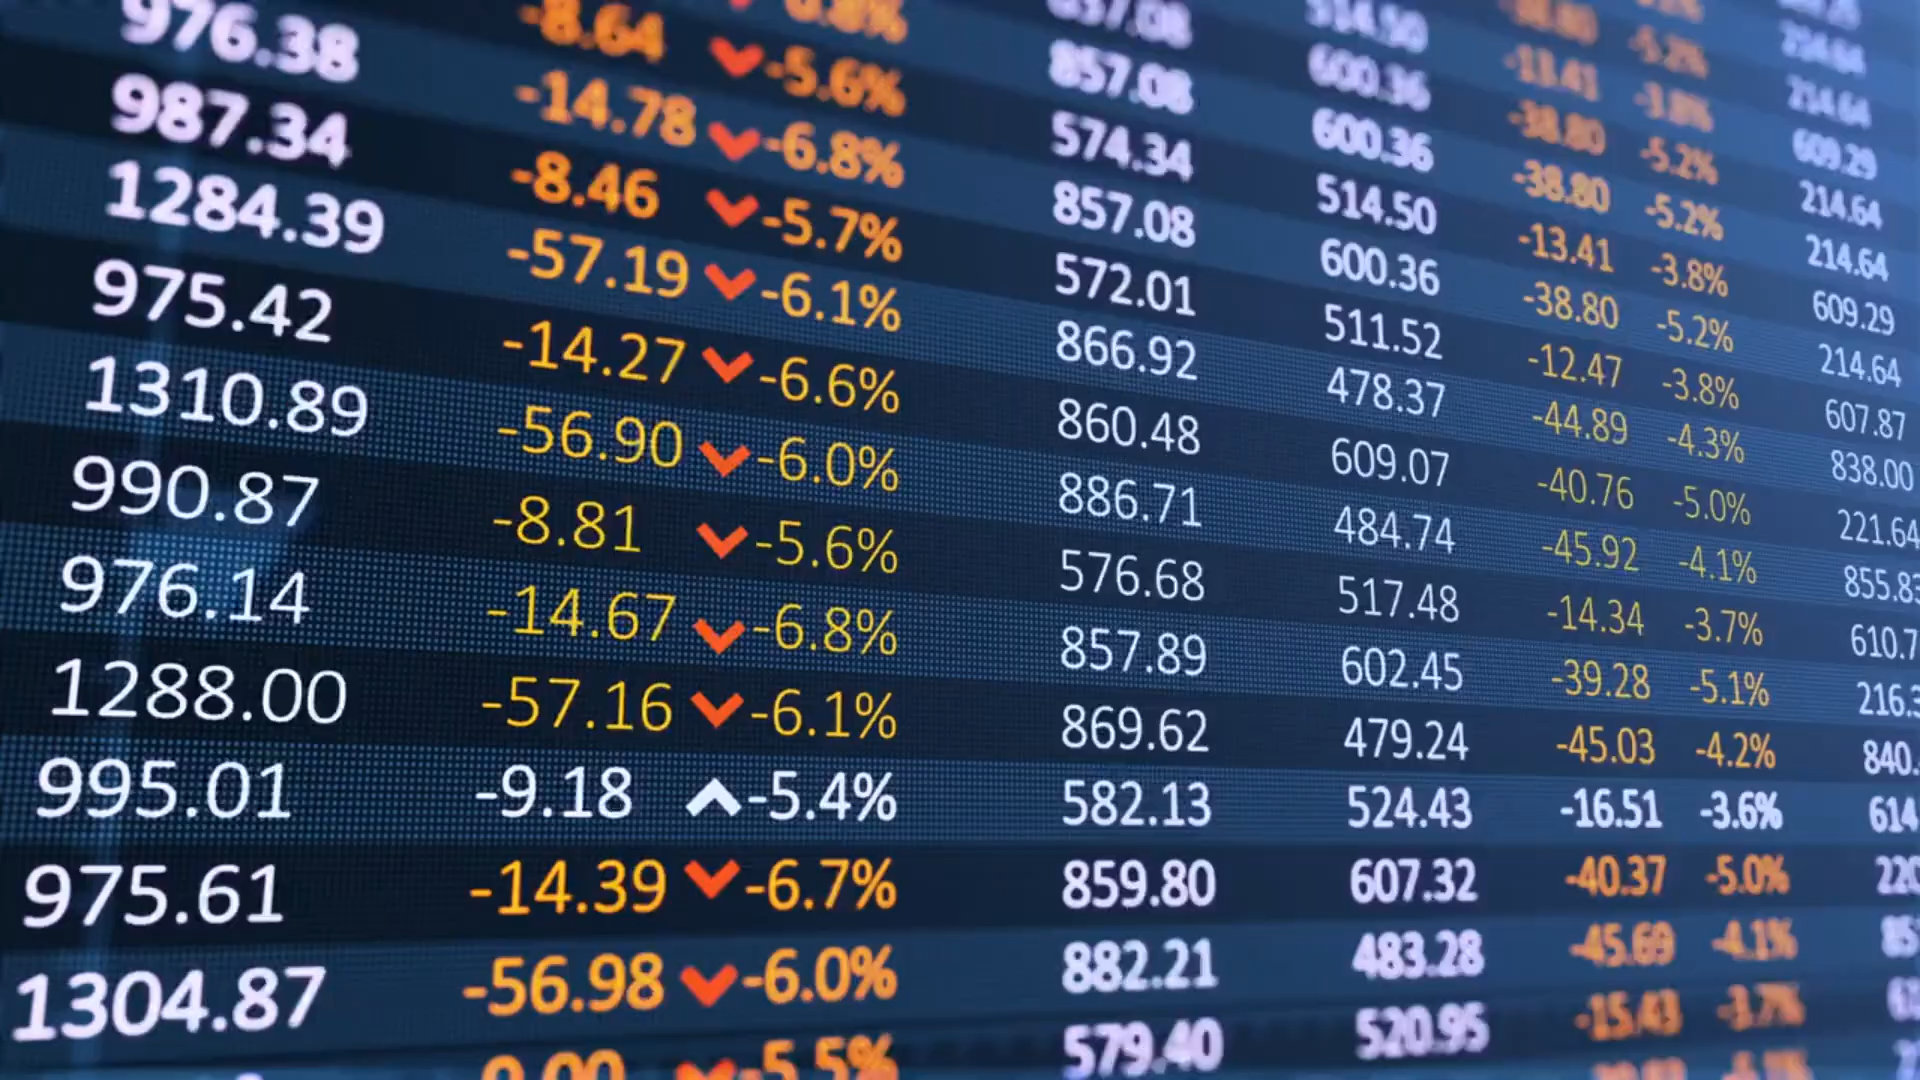 214.64
-38.80 -5.2% 214.64
514.50 -11.41 -3.8% 609.29
857.08 600.36 -38.80 -5.2% 214.64
857.08 600.36 -38.80 -5.2% 214.64
-8.64 -5.6% 574.34 514.50 -13.41 -3.8% 609.29
976.38 -14.78 -6.8% 857.08 600.36 -38.80 -5.2% 214.64
987.34 -8.46 -5.7% 572.01 511.52 -12.47 -3.8% 607.87
1284.39 -57.19 -6.1% 866.92 478.37 -44.89 -4.3% 838.00
975.42 -14.27 -6.6% 860.48 609.07 -40.76 -5.0% 221.64
1310.89 -56.90 -6.0% 886.71 484.74 -45.92 -4.1% 855.83
990.87 -8.81 -5.6% 576.68 517.48 -14.34 -3.7% 610.7
976.14 -14.67 -6.8% 857.89 602.45 -39.28 -5.1% 216.3
1288.00 -57.16 -6.1% 869.62 479.24 -45.03 -4.2% 840.
995.01 -9.18 -5.4% 582.13 524.43 -16.51 -3.6% 614
975.61 -14.39 -6.7% 859.80 607.32 -40.37 -5.0% 220
1304.87 -56.98 -6.0% 882.21 483.28 -45.69 -4.1% 85
-5.5% 579.40 520.95 -15.43 -3.7%